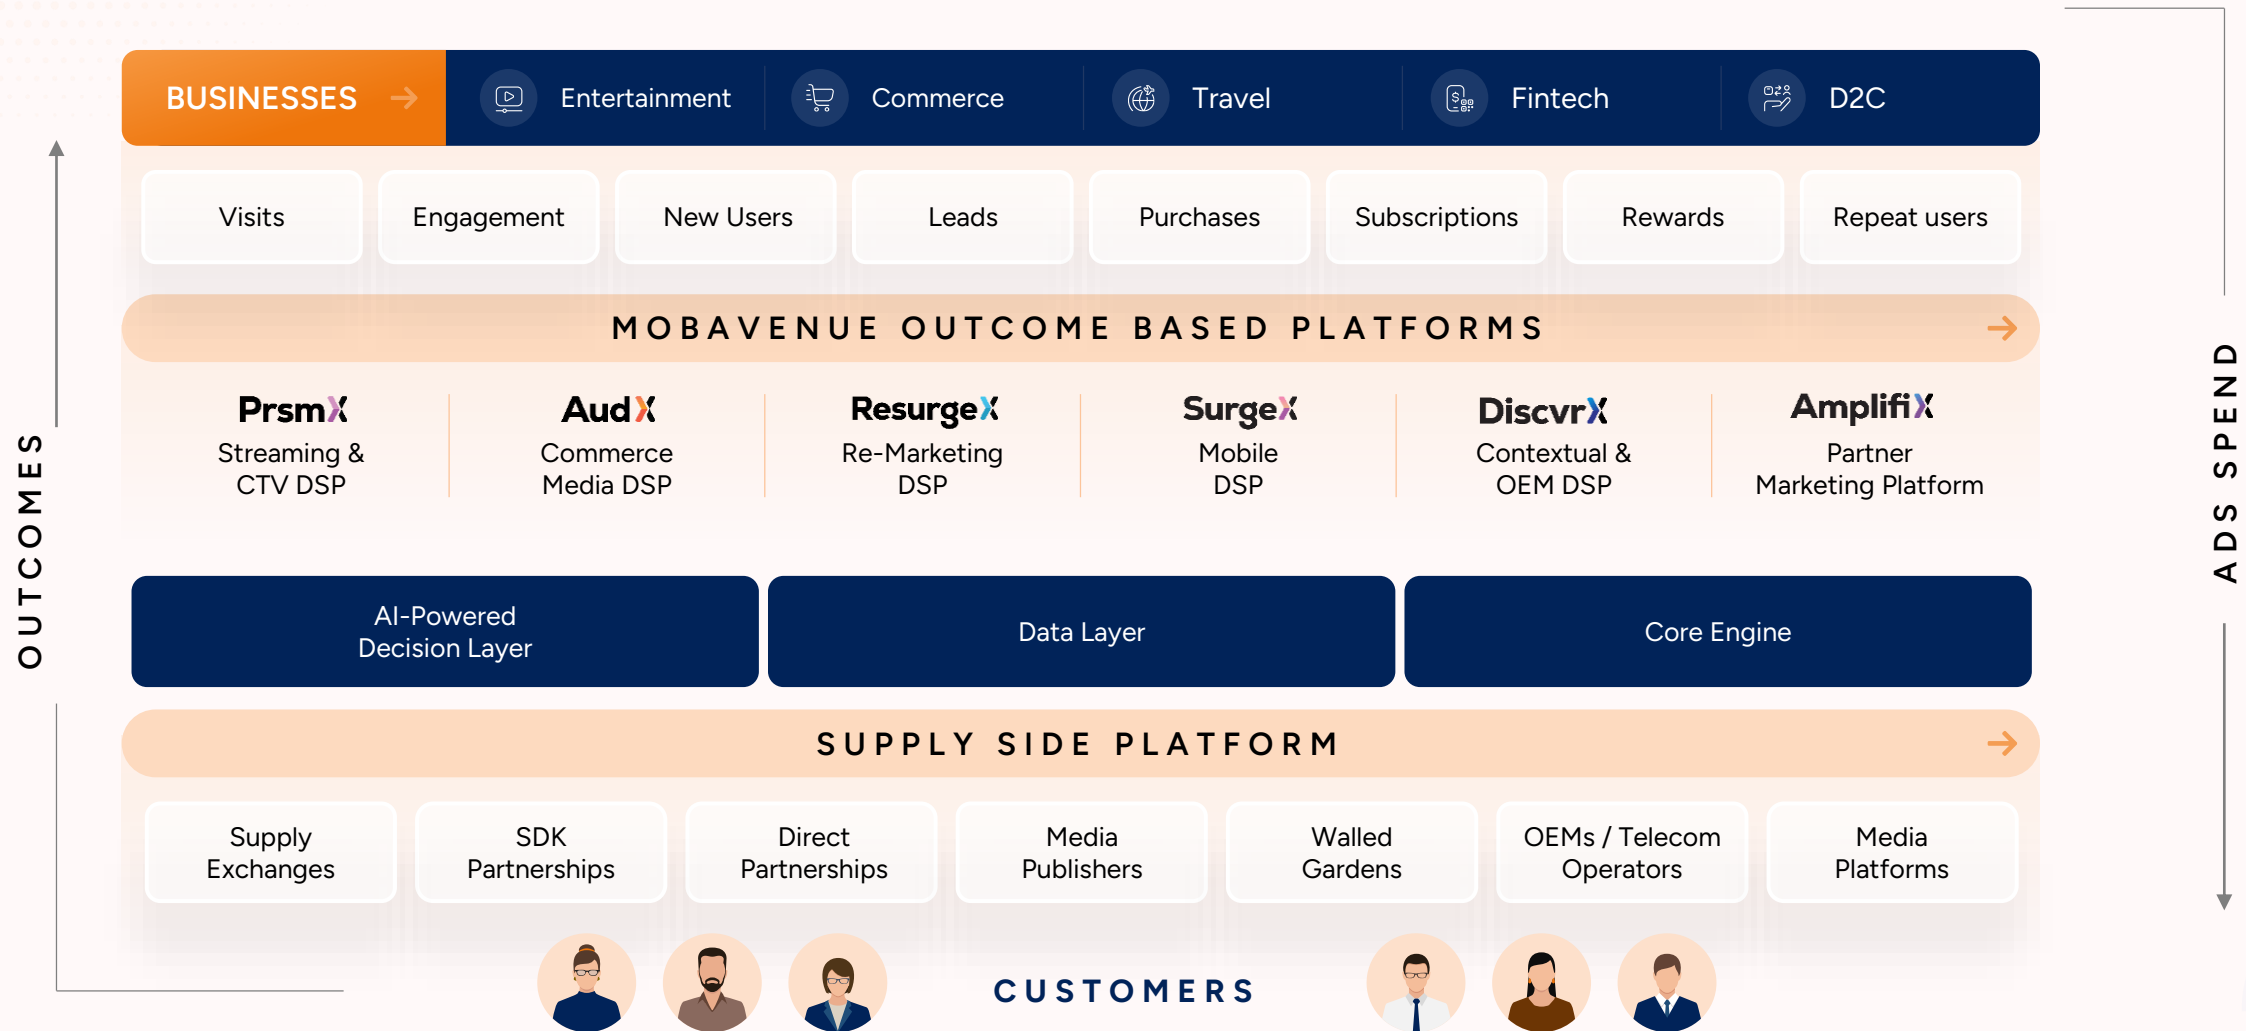 BUSINESSES
Entertainment
Commerce
Travel
Fintech
D2C
Visits
Engagement
New Users
Leads
Purchases
Subscriptions
Rewards
Repeat users
MOBAVENUE OUTCOME BASED PLATFORMS
PrsmX
Streaming &
CTV DSP
AudX
Commerce
Media DSP
ResurgeX
Re-Marketing
DSP
SurgeX
Mobile
DSP
DiscvrX
Contextual &
OEM DSP
AmplifiX
Partner
Marketing Platform
OUTCOMES
ADS SPEND
AI-Powered
Decision Layer
Data Layer
Core Engine
SUPPLY SIDE PLATFORM
Supply
Exchanges
SDK
Partnerships
Direct
Partnerships
Media
Publishers
Walled
Gardens
OEMs / Telecom
Operators
Media
Platforms
CUSTOMERS